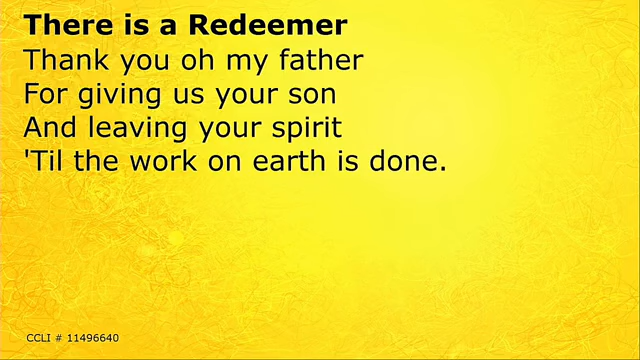 There is a Redeemer
Thank you oh my father
For giving us your son
And leaving your spirit
'Til the work on earth is done.
CCLI # 11496640